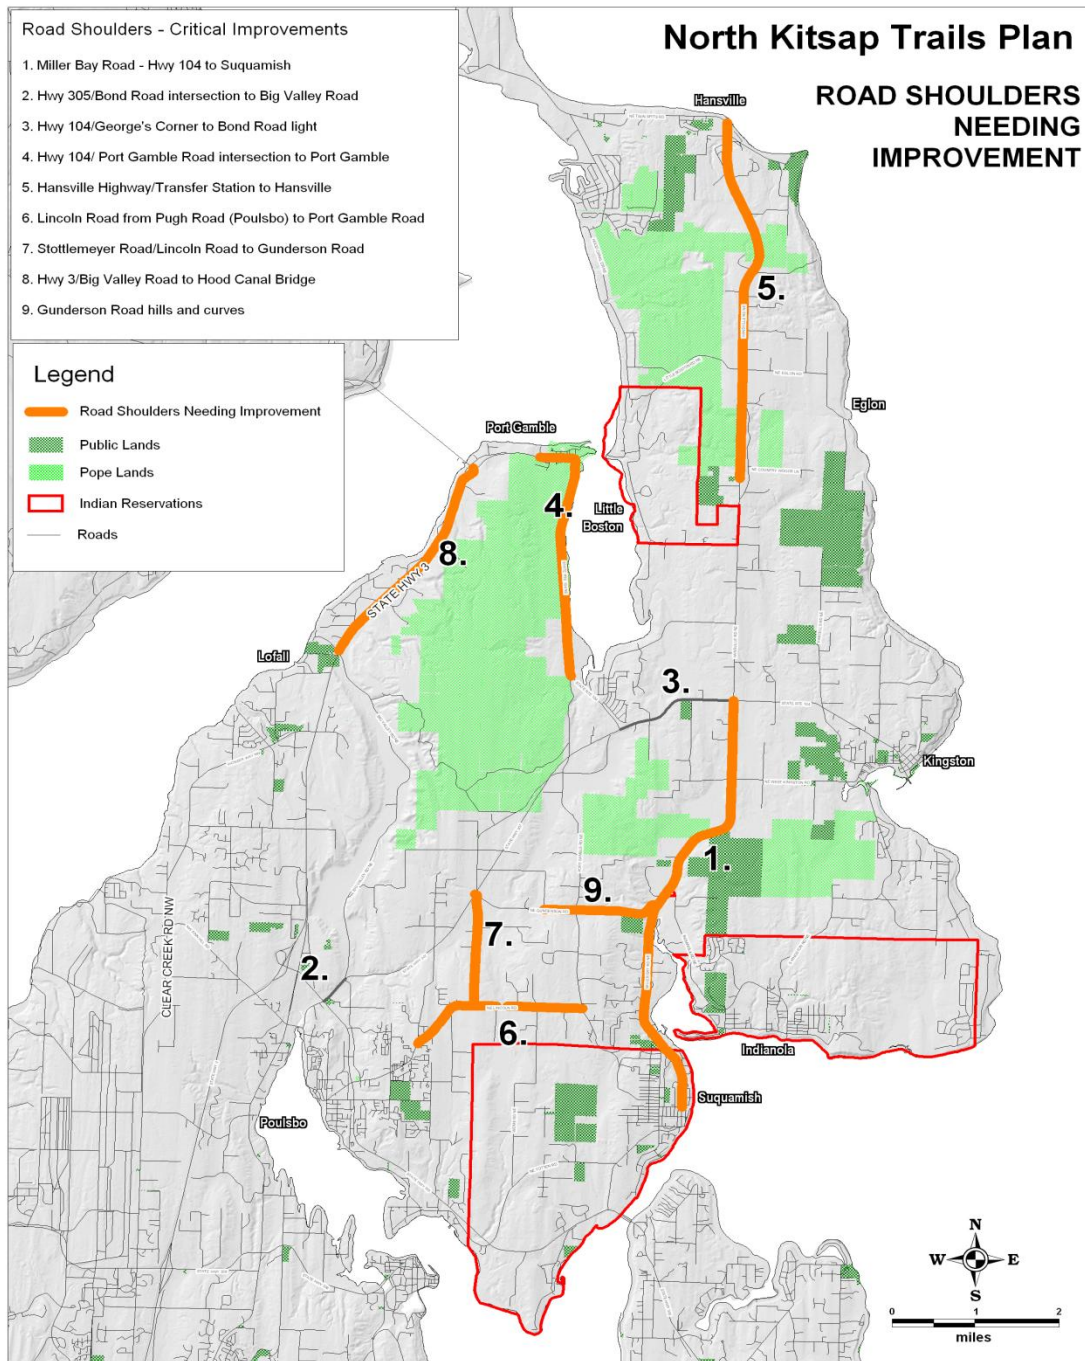 North Kitsap Trails Plan
ROAD SHOULDERS
NEEDING
IMPROVEMENT
Road Shoulders - Critical Improvements
1. Miller Bay Road - Hwy 104 to Suquamish
2. Hwy 305/Bond Road intersection to Big Valley Road
3. Hwy 104/George's Corner to Bond Road light
4. Hwy 104/ Port Gamble Road intersection to Port Gamble
5. Hansville Highway/Transfer Station to Hansville
6. Lincoln Road from Pugh Road (Poulsbo) to Port Gamble Road
7. Stottlemeyer Road/Lincoln Road to Gunderson Road
8. Hwy 3/Big Valley Road to Hood Canal Bridge
9. Gunderson Road hills and curves
Legend
Road Shoulders Needing Improvement
Public Lands
Pope Lands
Indian Reservations
Roads
Hansville
5.
Eglon
Port Gamble
4.
Little
Boston
8.
STATE HWY 3
Lofall
3.
Kingston
1.
9.
7.
2.
CLEAR CREEK RD NW
6.
Indianola
Suquamish
Poulsbo
N
W
E
S
0 1 2
miles